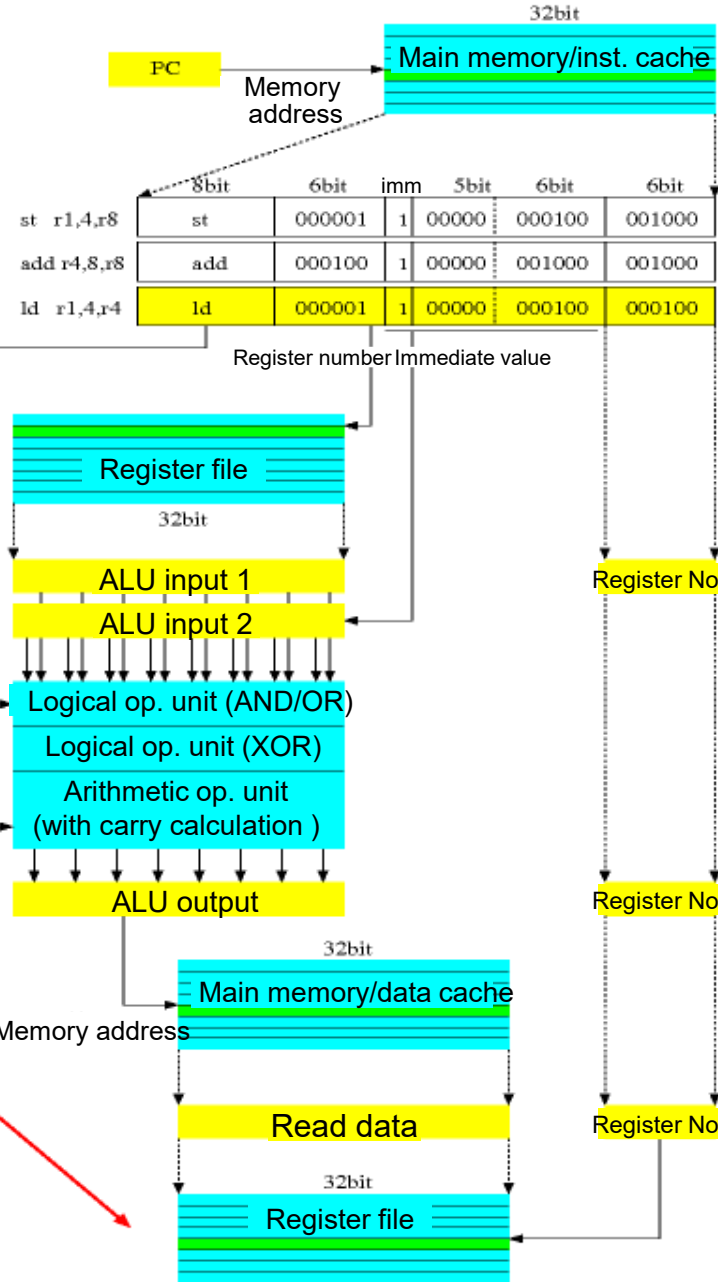 32bit
PC
Main memory/inst. cache
Memory
address
8bit 6bit imm 5bit 6bit 6bit
st r1,4,r8 st 000001 1 00000 000100 001000
add r4,8,r8 add 000100 1 00000 001000 001000
ld r1,4,r4 ld 000001 1 00000 000100 000100
Register number Immediate value
Register file
32bit
ALU input 1
Register No
ALU input 2
Logical op. unit (AND/OR)
Logical op. unit (XOR)
Arithmetic op. unit
(with carry calculation )
ALU output
Register No
32bit
Main memory/data cache
Memory address
Read data
Register No
32bit
Register file